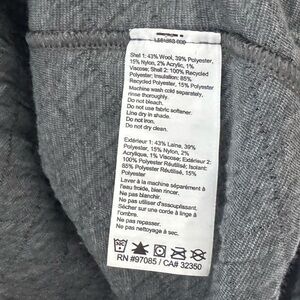 Shell 1: 43% Wool, 39% Polyester,
15% Nylon, 2% Acrylic, 1%
Viscose; Shell 2: 100% Recycled
Polyester; Insulation: 85%
Recycled Polyester, 15% Polyester
Machine wash cold separately,
rinse thoroughly.
Do not bleach.
Do not use fabric softener.
Line dry in shade.
Do not iron.
Do not dry clean.
Extérieur 1: 43% Laine, 39%
Polyester, 15% Nylon, 2%
Acrylique, 1% Viscose; Extérieur 2:
100% Polyester Réutilisé; Isolant:
85% Polyester Réutilisé, 15%
Polyester
Laver à la machine séparément à
l'eau froide, bien rincer.
Ne pas blanchir.
Ne pas utiliser d'assouplissant.
Sécher sur une corde à linge à
l'ombre.
Ne pas repasser.
Ne pas nettoyage à sec.
RN #97085 / CA# 32350